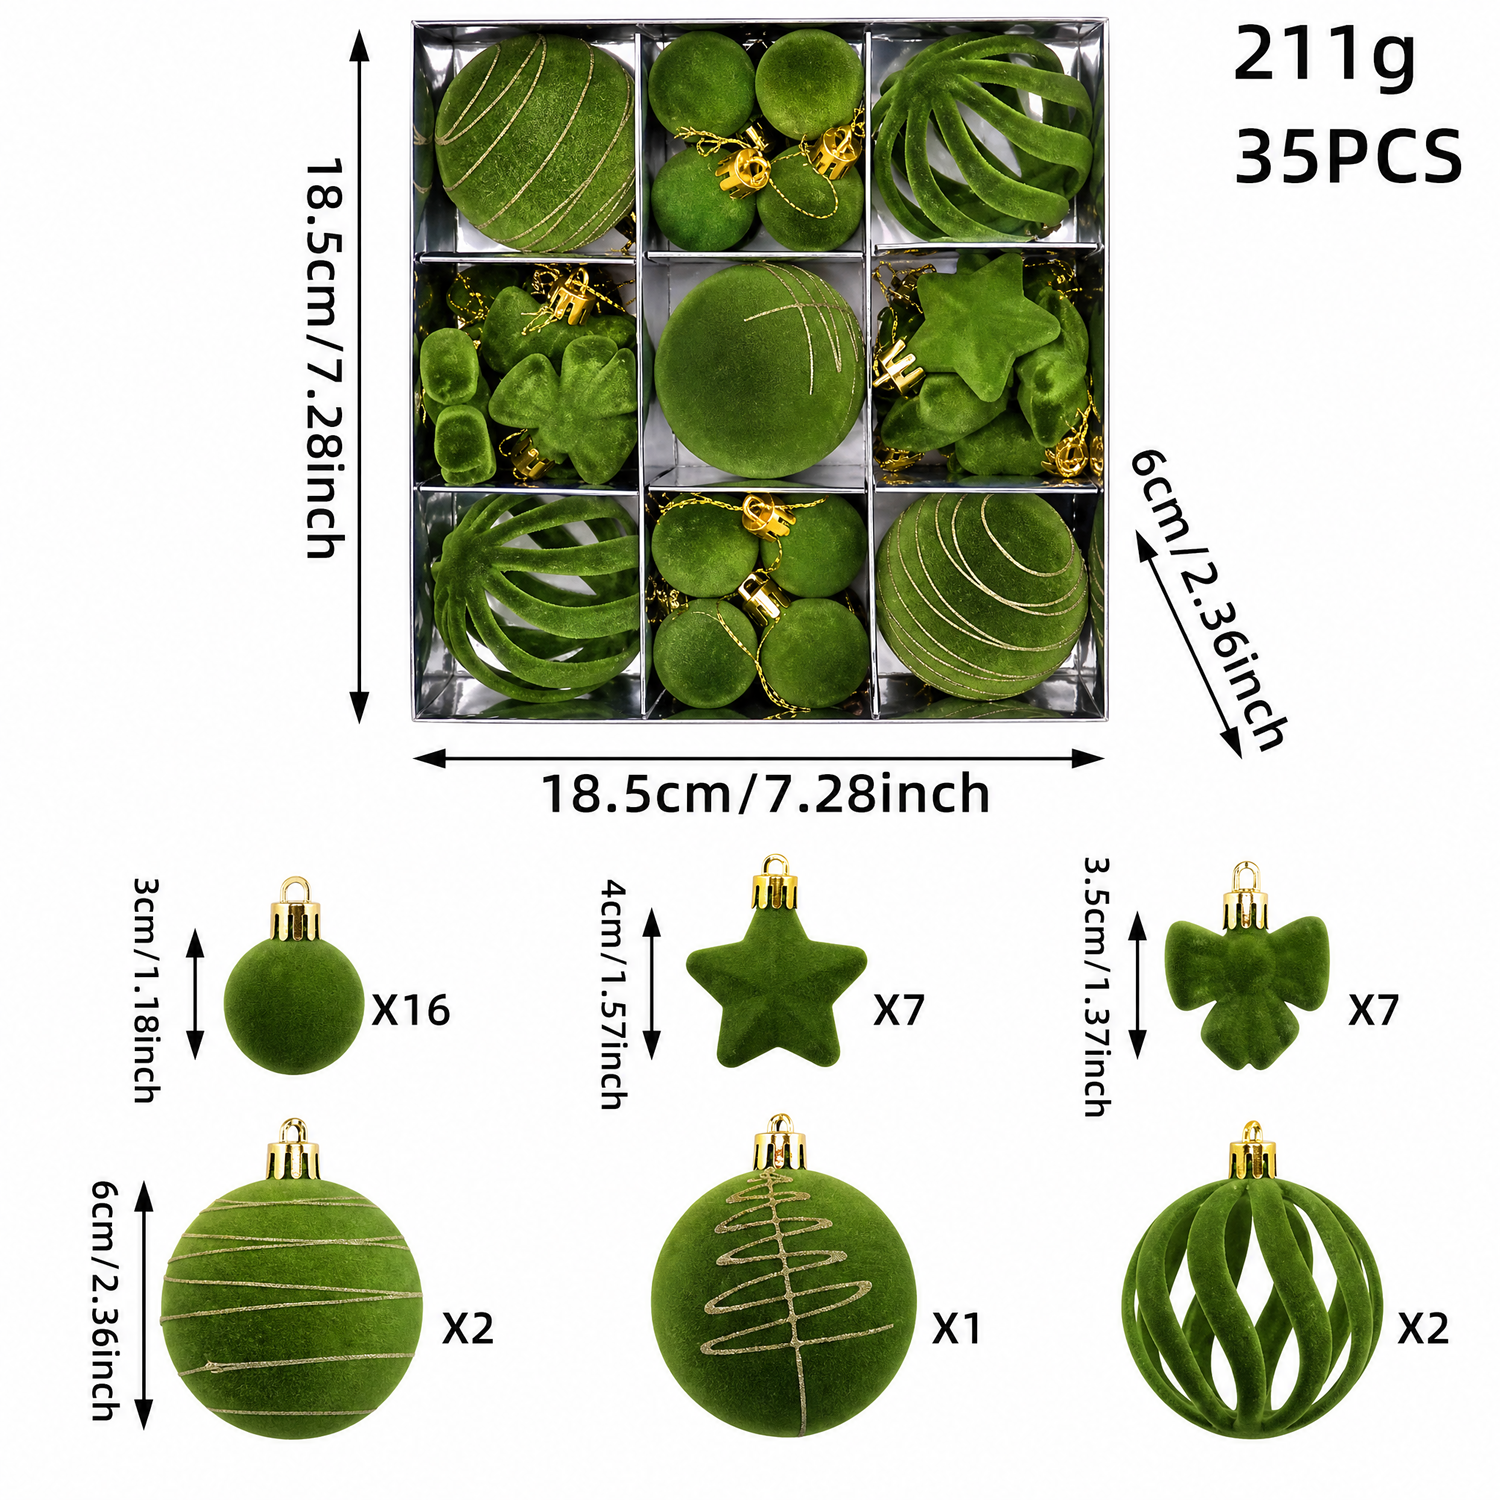 211g
35PCS
18.5cm/7.28inch
6cm/2.36inch
18.5cm/7.28inch
3cm/1.18inch
X16
4cm/1.57inch
X7
3.5cm/1.37inch
X7
6cm/2.36inch
X2
X1
X2